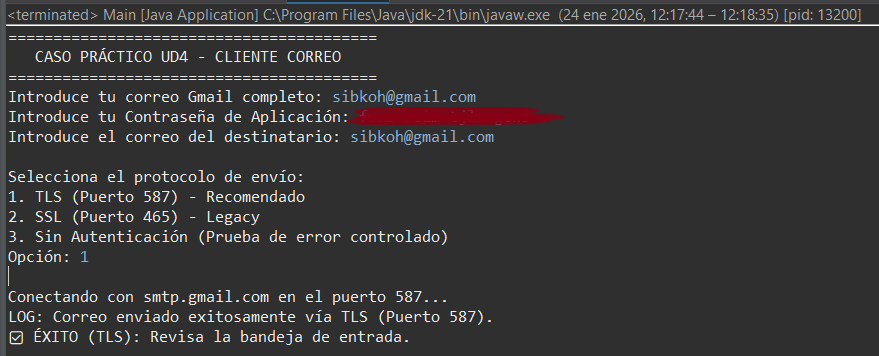 <terminated> Main [Java Application] C:\Program Files\Java\jdk-21\bin\javaw.exe (24 ene 2026, 12:17:44 – 12:18:35) [pid: 13200]
=========================================
CASO PRÁCTICO UD4 - CLIENTE CORREO
=========================================
Introduce tu correo Gmail completo: sibkoh@gmail.com
Introduce tu Contraseña de Aplicación:
Introduce el correo del destinatario: sibkoh@gmail.com
Selecciona el protocolo de envío:
1. TLS (Puerto 587) - Recomendado
2. SSL (Puerto 465) - Legacy
3. Sin Autenticación (Prueba de error controlado)
Opción: 1
Conectando con smtp.gmail.com en el puerto 587...
LOG: Correo enviado exitosamente vía TLS (Puerto 587).
☑ ÉXITO (TLS): Revisa la bandeja de entrada.